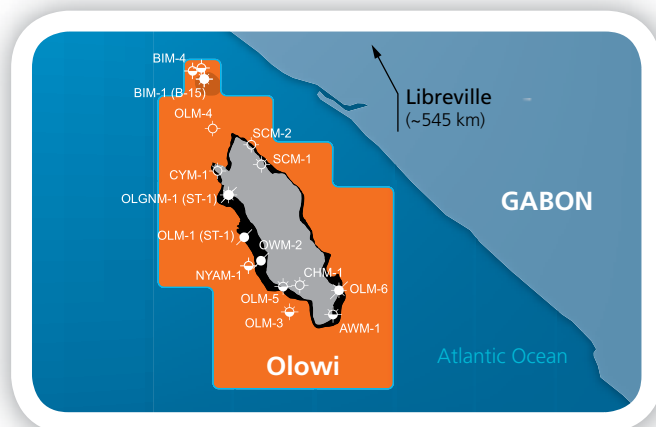 BIM-4
BIM-1 (B-15)
OLM-4
SCM-2
SCM-1
CYM-1
OLGNM-1 (ST-1)
OLM-1 (ST-1)
OWM-2
NYAM-1
CHM-1
OLM-5
OLM-6
OLM-3
AWM-1
Olowi
Libreville
(~545 km)
GABON
Atlantic Ocean